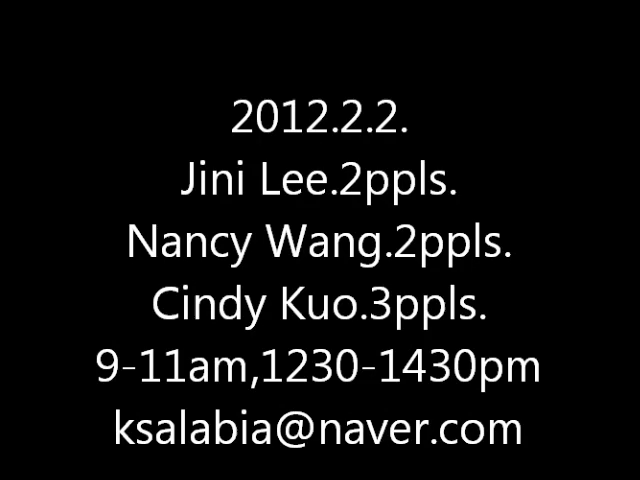 2012.2.2.
Jini Lee.2ppls.
Nancy Wang.2ppls.
Cindy Kuo.3ppls.
9-11am,1230-1430pm
ksalabia@naver.com